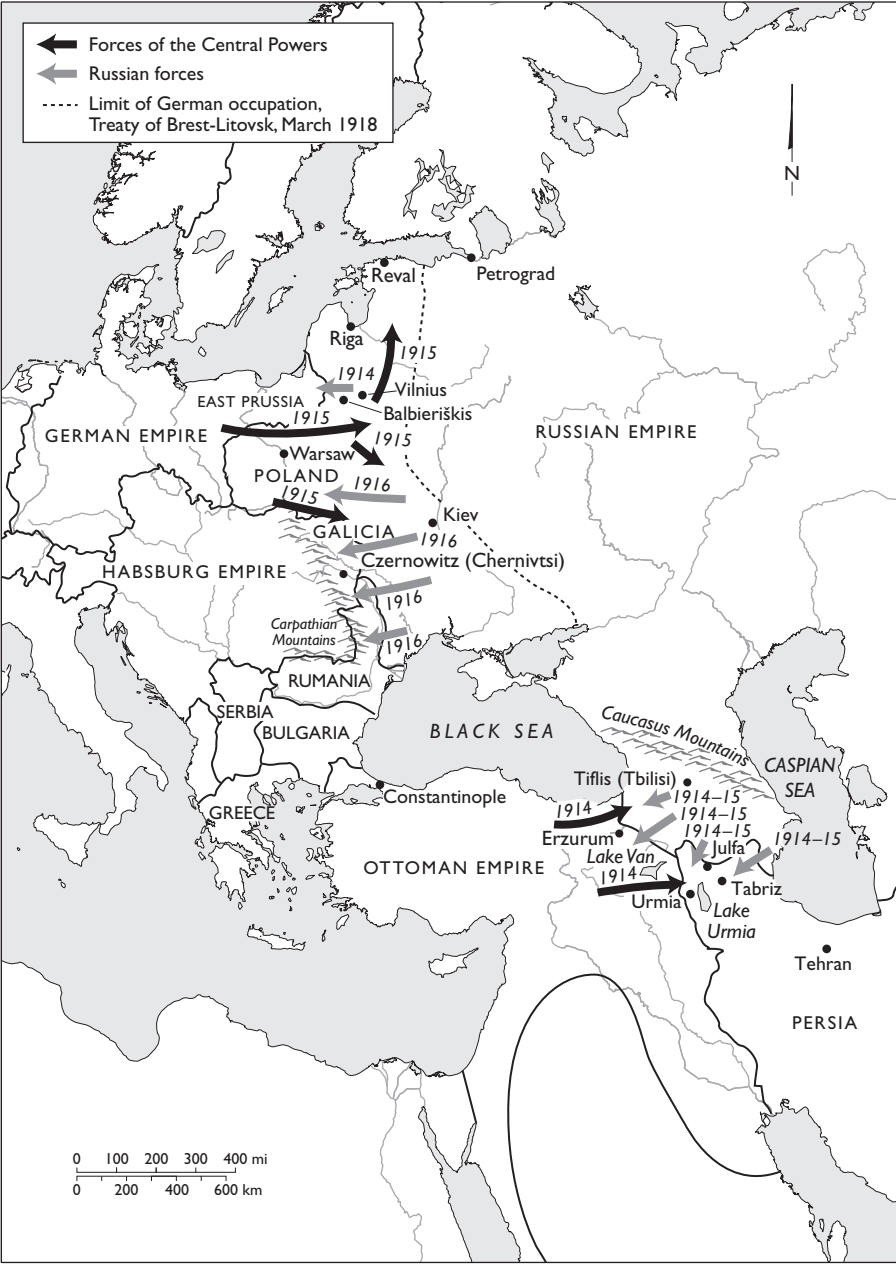 Forces of the Central Powers
Russian forces
Limit of German occupation,
Treaty of Brest-Litovsk, March 1918
N
Reval
Petrograd
Riga
1915
1914
Vilnius
EAST PRUSSIA
Balbieriškis
1915
GERMAN EMPIRE
1915
RUSSIAN EMPIRE
Warsaw
POLAND
1916
1915
Kiev
GALICIA
1916
Czernowitz (Chernivtsi)
HABSBURG EMPIRE
1916
Carpathian
Mountains
1916
RUMANIA
SERBIA
BULGARIA
BLACK SEA
Caucasus Mountains
CASPIAN
SEA
Tiflis (Tbilisi)
Constantinople
1914–15
GREECE
1914
1914–15
1914–15
Erzurum
Julfa
1914–15
Lake Van
OTTOMAN EMPIRE
1914
Tabriz
Urmia
Lake
Urmia
Tehran
PERSIA
0 100 200 300 400 mi
0 200 400 600 km